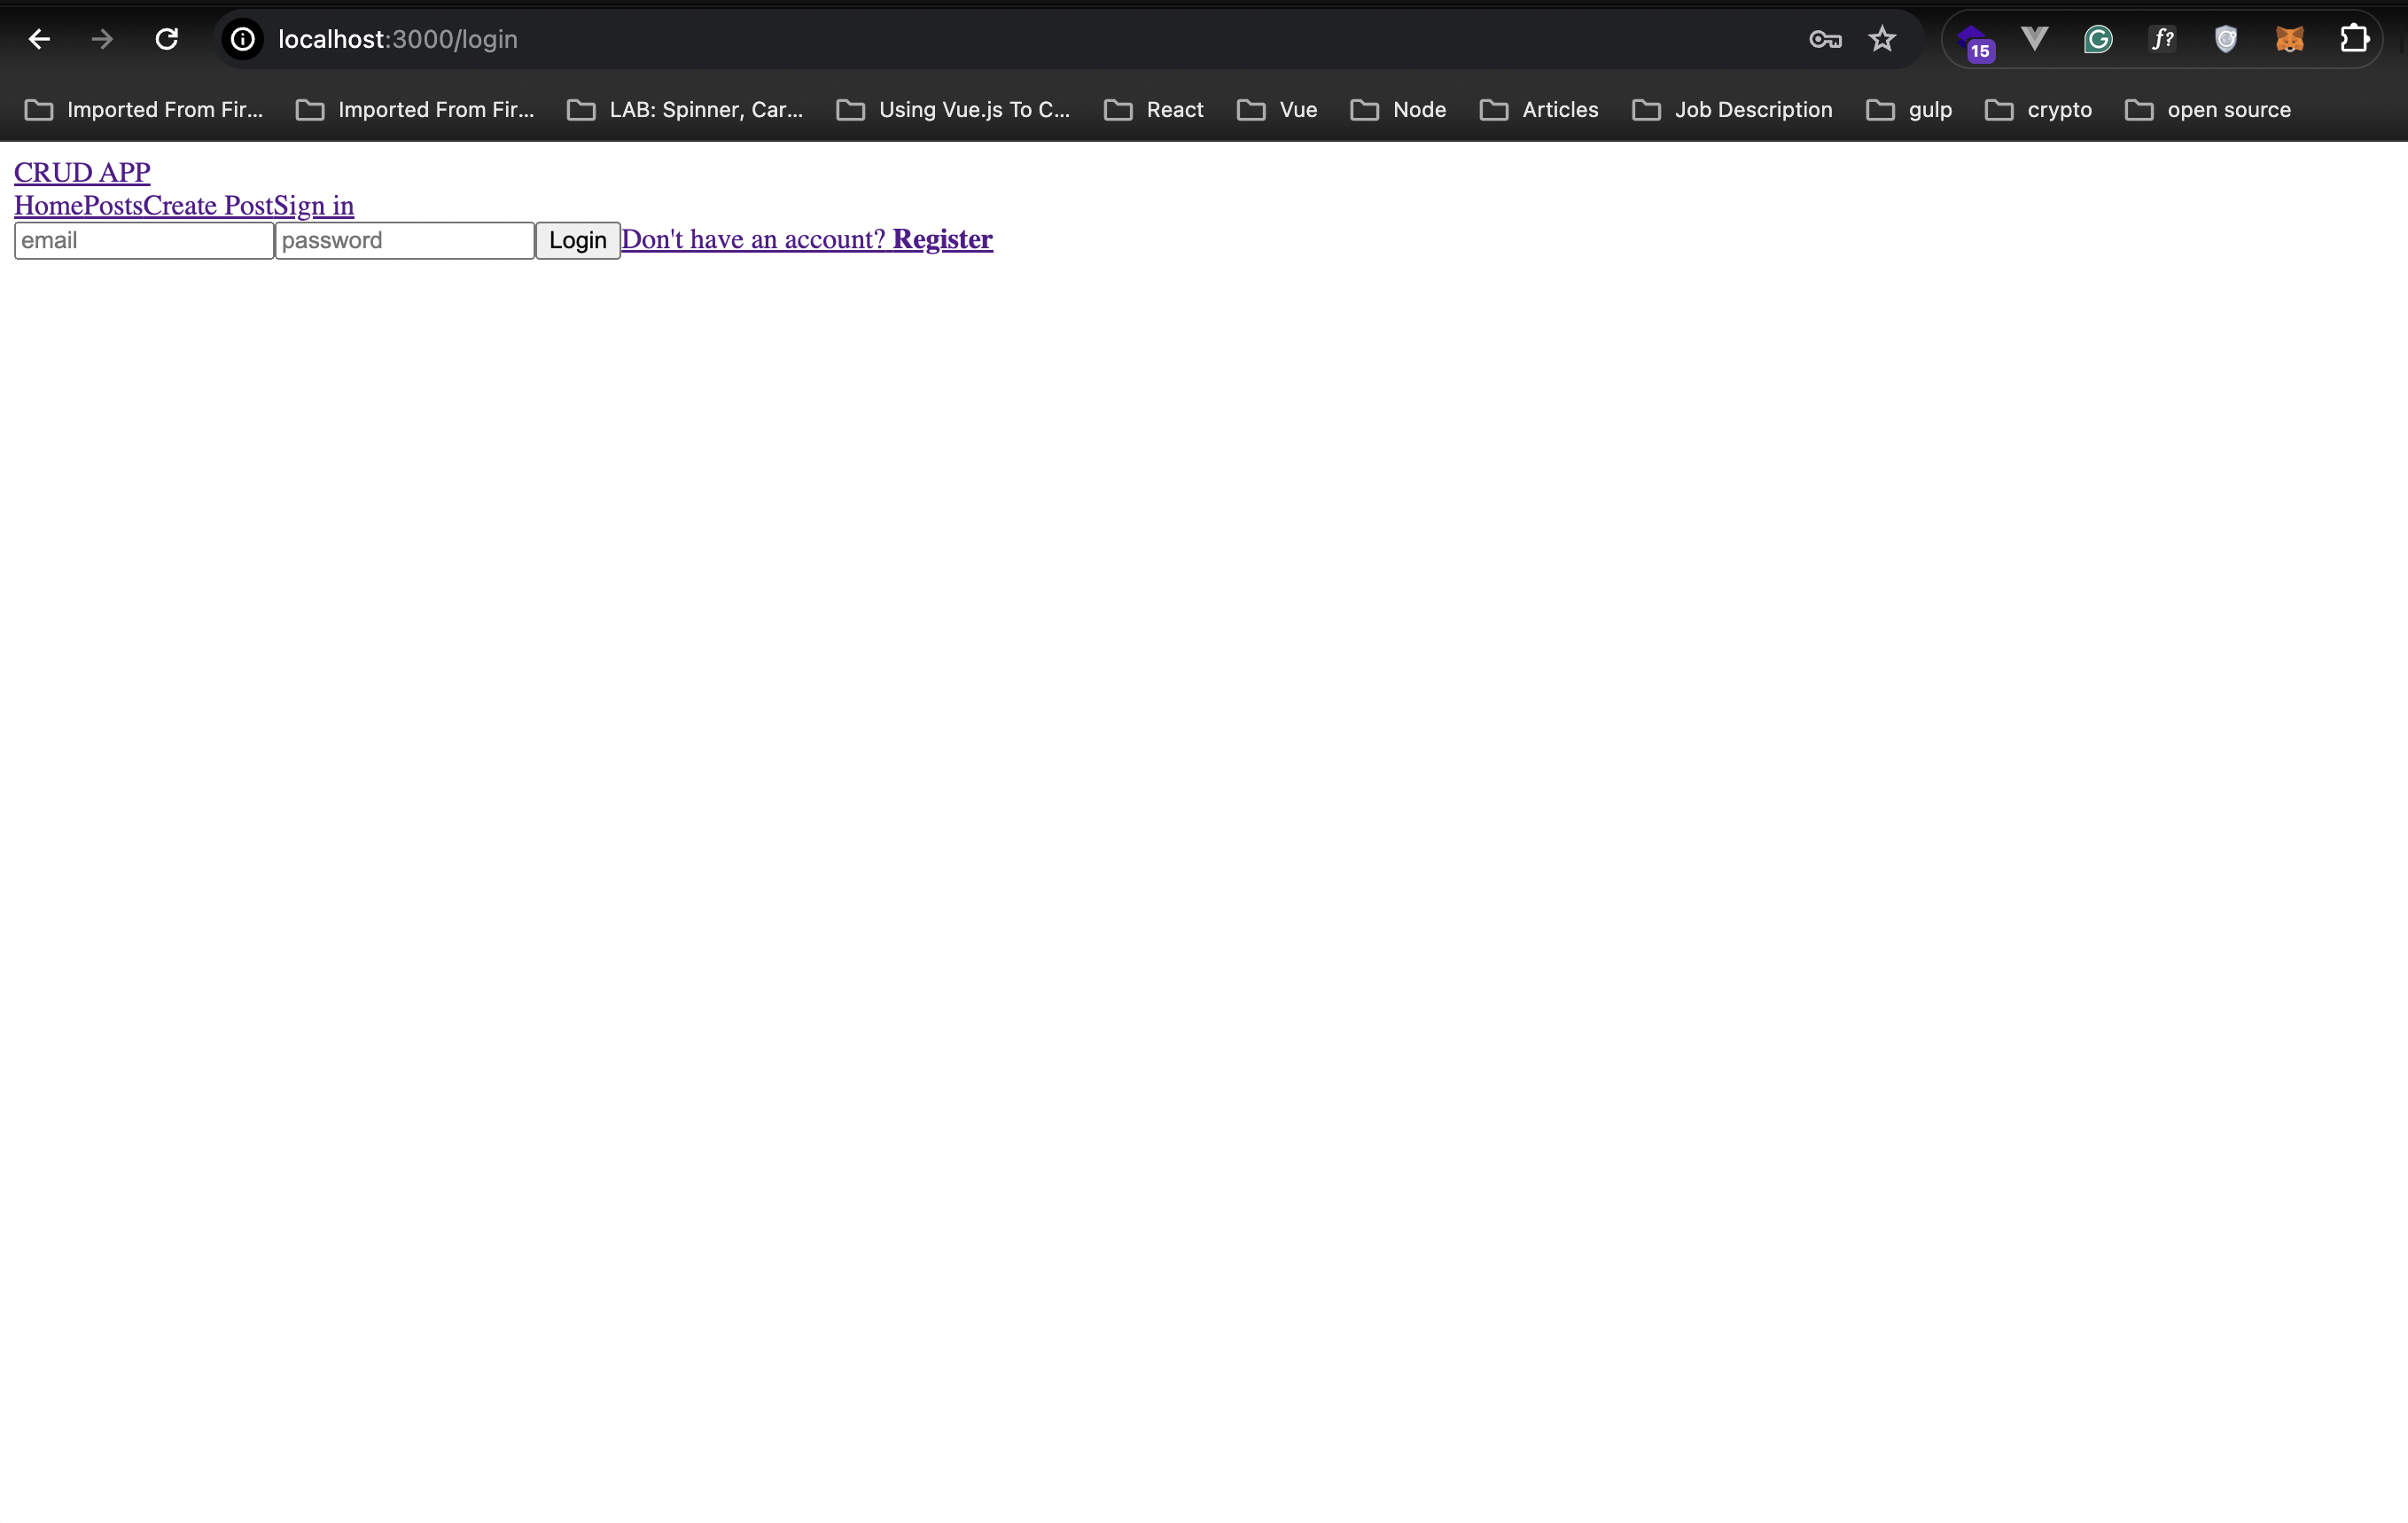 localhost:3000/login
15
G
f?
Imported From Fir... Imported From Fir... LAB: Spinner, Car... Using Vue.js To C... React Vue Node Articles Job Description gulp crypto open source
CRUD APP
HomePostsCreate PostSign in
email password Login Don't have an account? Register